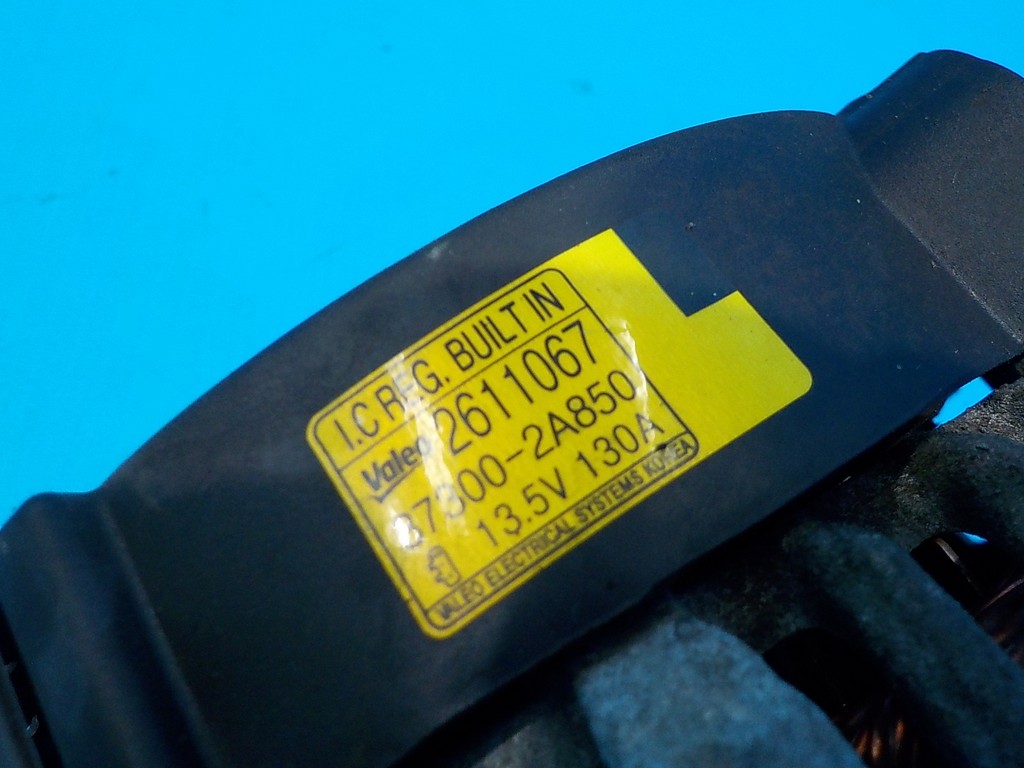 I.C REG. BUILT IN
Valeo 2611067
37300-2A850
13.5V 130A
VALEO ELECTRICAL SYSTEMS KOREA